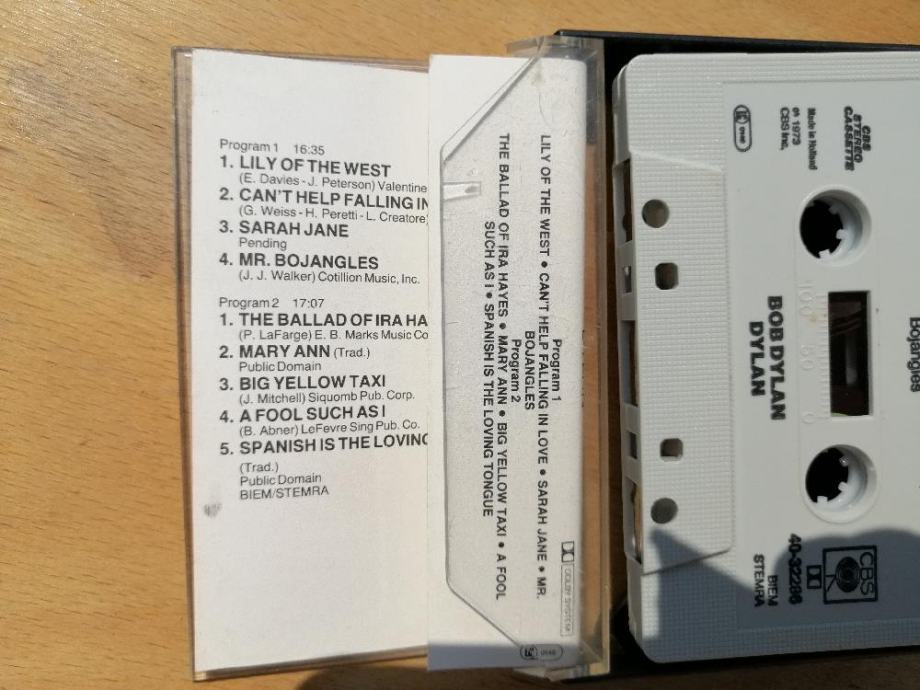 Program 1 16:35
1. LILY OF THE WEST
(E. Davies - J. Peterson) Valentine
2. CAN'T HELP FALLING IN
(G. Weiss - H. Peretti - L. Creatore)
3. SARAH JANE
Pending
4. MR. BOJANGLES
(J. J. Walker) Cotillion Music, Inc.
Program 2 17:07
1. THE BALLAD OF IRA HA
(P. LaFarge) E. B. Marks Music Co
2. MARY ANN (Trad.)
Public Domain
3. BIG YELLOW TAXI
(J. Mitchell) Siquomb Pub. Corp.
4. A FOOL SUCH AS I
(B. Abner) LeFevre Sing Pub. Co.
5. SPANISH IS THE LOVING
(Trad.)
Public Domain
BIEM/STEMRA
Program 1
LILY OF THE WEST • CAN'T HELP FALLING IN LOVE • SARAH JANE • MR.
BOJANGLES
Program 2
THE BALLAD OF IRA HAYES • MARY ANN • BIG YELLOW TAXI • A FOOL
SUCH AS I • SPANISH IS THE LOVING TONGUE
DOLBY SYSTEM
Bojangles
CBS
STEREO
CASSETTE
Made in Holland
℗ 1973
CBS Inc.
100 50 0
BOB DYLAN
DYLAN
CBS
40-32286
BIEM
STEMRA